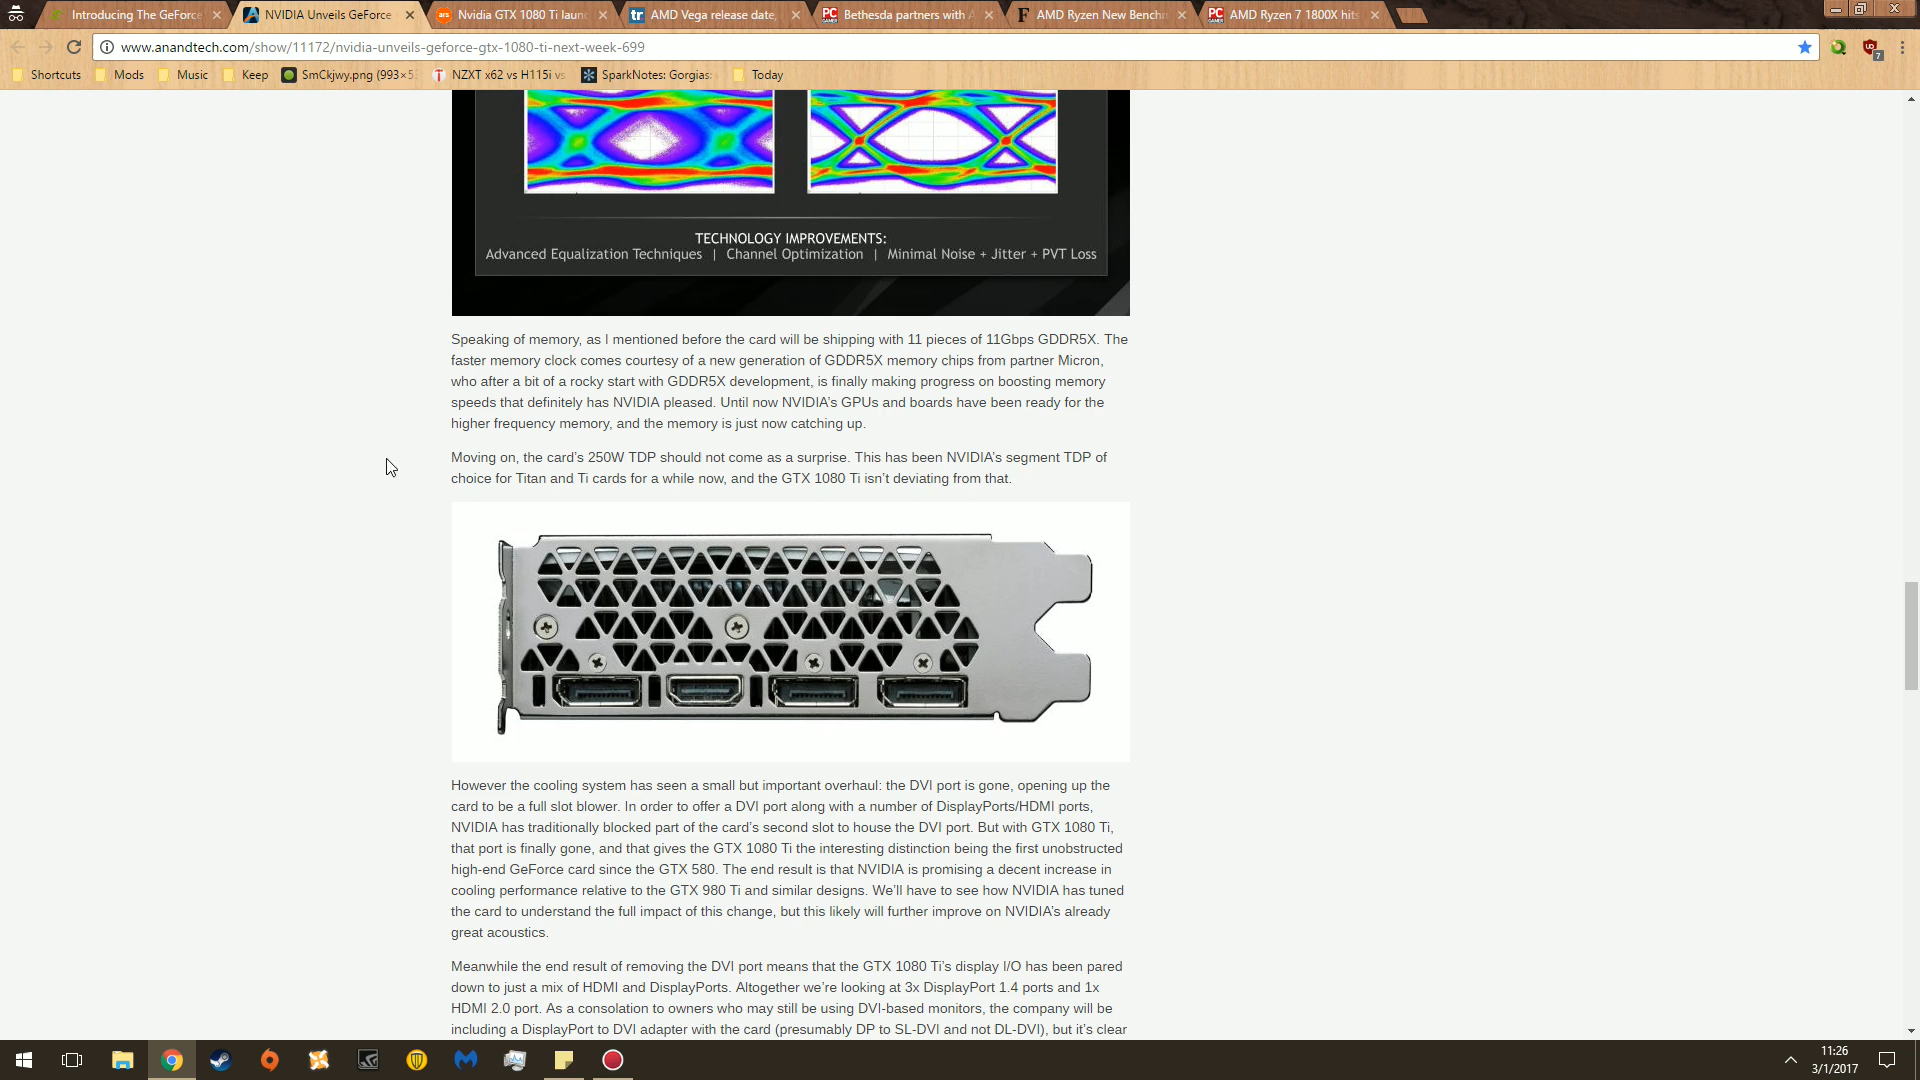 Introducing The GeForce
NVIDIA Unveils GeForce
Nvidia GTX 1080 Ti laun
AMD Vega release date,
Bethesda partners with A
AMD Ryzen New Benchm
AMD Ryzen 7 1800X hits
www.anandtech.com/show/11172/nvidia-unveils-geforce-gtx-1080-ti-next-week-699
Shortcuts
Mods
Music
Keep
SmCkjwy.png (993×5
NZXT x62 vs H115i vs
SparkNotes: Gorgias:
Today
TECHNOLOGY IMPROVEMENTS:
Advanced Equalization Techniques | Channel Optimization | Minimal Noise + Jitter + PVT Loss
Speaking of memory, as I mentioned before the card will be shipping with 11 pieces of 11Gbps GDDR5X. The
faster memory clock comes courtesy of a new generation of GDDR5X memory chips from partner Micron,
who after a bit of a rocky start with GDDR5X development, is finally making progress on boosting memory
speeds that definitely has NVIDIA pleased. Until now NVIDIA's GPUs and boards have been ready for the
higher frequency memory, and the memory is just now catching up.
Moving on, the card's 250W TDP should not come as a surprise. This has been NVIDIA's segment TDP of
choice for Titan and Ti cards for a while now, and the GTX 1080 Ti isn't deviating from that.
However the cooling system has seen a small but important overhaul: the DVI port is gone, opening up the
card to be a full slot blower. In order to offer a DVI port along with a number of DisplayPorts/HDMI ports,
NVIDIA has traditionally blocked part of the card's second slot to house the DVI port. But with GTX 1080 Ti,
that port is finally gone, and that gives the GTX 1080 Ti the interesting distinction being the first unobstructed
high-end GeForce card since the GTX 580. The end result is that NVIDIA is promising a decent increase in
cooling performance relative to the GTX 980 Ti and similar designs. We'll have to see how NVIDIA has tuned
the card to understand the full impact of this change, but this likely will further improve on NVIDIA's already
great acoustics.
Meanwhile the end result of removing the DVI port means that the GTX 1080 Ti's display I/O has been pared
down to just a mix of HDMI and DisplayPorts. Altogether we're looking at 3x DisplayPort 1.4 ports and 1x
HDMI 2.0 port. As a consolation to owners who may still be using DVI-based monitors, the company will be
including a DisplayPort to DVI adapter with the card (presumably DP to SL-DVI and not DL-DVI), but it's clear
11:26
3/1/2017